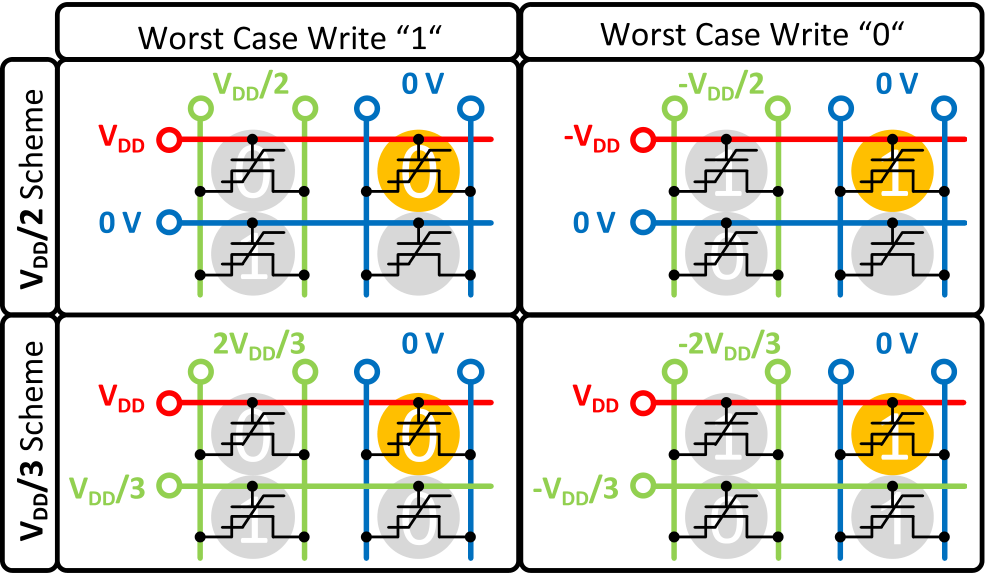 Worst Case Write “1“
Worst Case Write “0“
VDD/2 Scheme
VDD/2
0 V
VDD
0
0
0 V
1
-VDD/2
0 V
-VDD
1
1
0 V
0
VDD/3 Scheme
2VDD/3
0 V
VDD
0
0
VDD/3
1
0
-2VDD/3
0 V
VDD
1
1
-VDD/3
0
1